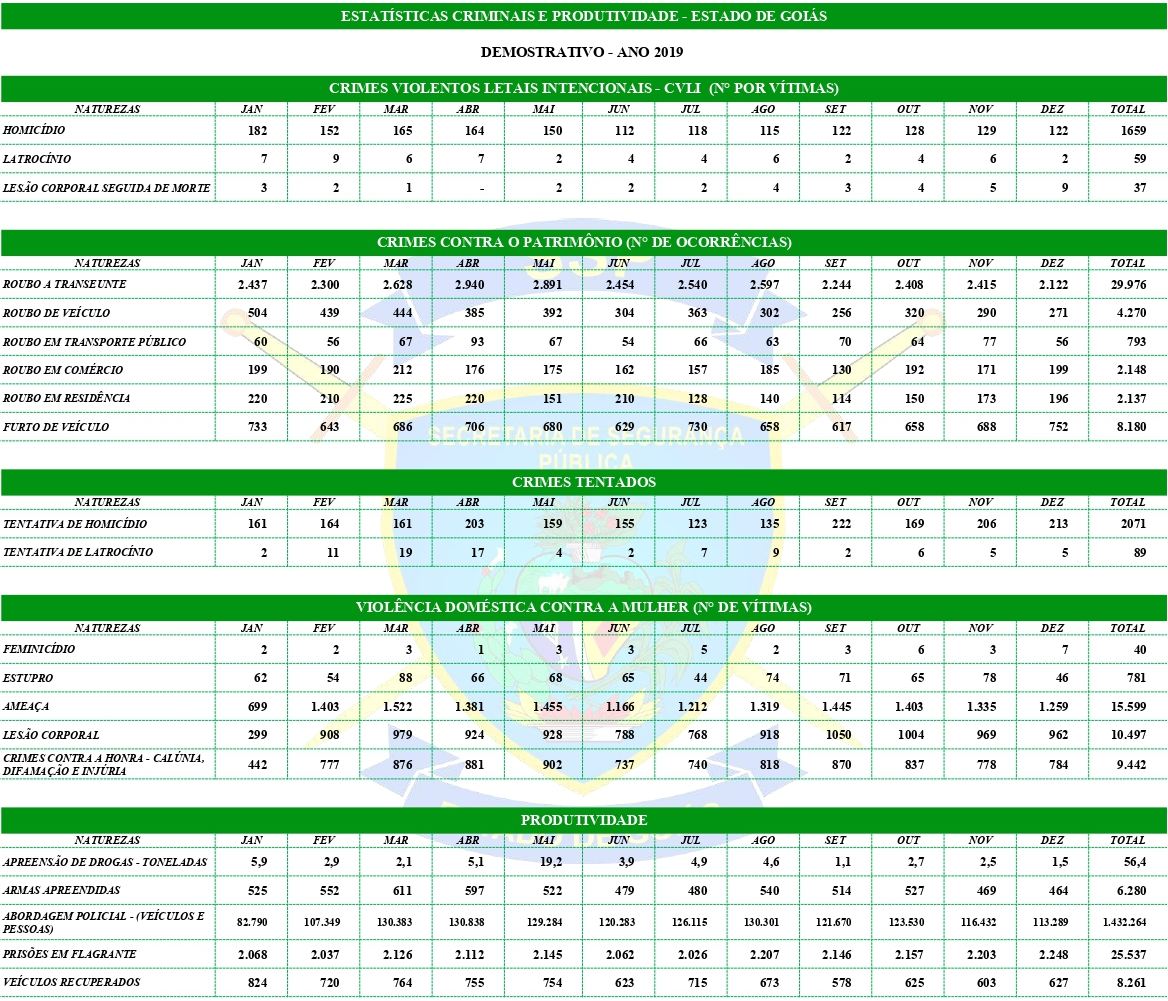 ESTATÍSTICAS CRIMINAIS E PRODUTIVIDADE - ESTADO DE GOIÁS
DEMOSTRATIVO - ANO 2019
CRIMES VIOLENTOS LETAIS INTENCIONAIS - CVLI (N° POR VÍTIMAS)
NATUREZAS JAN FEV MAR ABR MAI JUN JUL AGO SET OUT NOV DEZ TOTAL
HOMICÍDIO 182 152 165 164 150 112 118 115 122 128 129 122 1659
LATROCÍNIO 7 9 6 7 2 4 4 6 2 4 6 2 59
LESÃO CORPORAL SEGUIDA DE MORTE 3 2 1 - 2 2 2 4 3 4 5 9 37
SSP
CRIMES CONTRA O PATRIMÔNIO (N° DE OCORRÊNCIAS)
NATUREZAS JAN FEV MAR ABR MAI JUN JUL AGO SET OUT NOV DEZ TOTAL
ROUBO A TRANSEUNTE 2.437 2.300 2.628 2.940 2.891 2.454 2.540 2.597 2.244 2.408 2.415 2.122 29.976
ROUBO DE VEÍCULO 504 439 444 385 392 304 363 302 256 320 290 271 4.270
ROUBO EM TRANSPORTE PÚBLICO 60 56 67 93 67 54 66 63 70 64 77 56 793
ROUBO EM COMÉRCIO 199 190 212 176 175 162 157 185 130 192 171 199 2.148
ROUBO EM RESIDÊNCIA 220 210 225 220 151 210 128 140 114 150 173 196 2.137
FURTO DE VEÍCULO 733 643 686 706 680 629 730 658 617 658 688 752 8.180
SECRETARIA DE SEGURANÇA
PÚBLICA
CRIMES TENTADOS
NATUREZAS JAN FEV MAR ABR MAI JUN JUL AGO SET OUT NOV DEZ TOTAL
TENTATIVA DE HOMICÍDIO 161 164 161 203 159 155 123 135 222 169 206 213 2071
TENTATIVA DE LATROCÍNIO 2 11 19 17 4 2 7 9 2 6 5 5 89
VIOLÊNCIA DOMÉSTICA CONTRA A MULHER (N° DE VÍTIMAS)
NATUREZAS JAN FEV MAR ABR MAI JUN JUL AGO SET OUT NOV DEZ TOTAL
FEMINICÍDIO 2 2 3 1 3 3 5 2 3 6 3 7 40
ESTUPRO 62 54 88 66 68 65 44 74 71 65 78 46 781
AMEAÇA 699 1.403 1.522 1.381 1.455 1.166 1.212 1.319 1.445 1.403 1.335 1.259 15.599
LESÃO CORPORAL 299 908 979 924 928 788 768 918 1050 1004 969 962 10.497
CRIMES CONTRA A HONRA - CALÚNIA,
DIFAMAÇÃO E INJÚRIA 442 777 876 881 902 737 740 818 870 837 778 784 9.442
PRODUTIVIDADE
ESTADO DE GOIÁS
NATUREZAS JAN FEV MAR ABR MAI JUN JUL AGO SET OUT NOV DEZ TOTAL
APREENSÃO DE DROGAS - TONELADAS 5,9 2,9 2,1 5,1 19,2 3,9 4,9 4,6 1,1 2,7 2,5 1,5 56,4
ARMAS APREENDIDAS 525 552 611 597 522 479 480 540 514 527 469 464 6.280
ABORDAGEM POLICIAL - (VEÍCULOS E
PESSOAS) 82.790 107.349 130.383 130.838 129.284 120.283 126.115 130.301 121.670 123.530 116.432 113.289 1.432.264
PRISÕES EM FLAGRANTE 2.068 2.037 2.126 2.112 2.145 2.062 2.026 2.207 2.146 2.157 2.203 2.248 25.537
VEÍCULOS RECUPERADOS 824 720 764 755 754 623 715 673 578 625 603 627 8.261